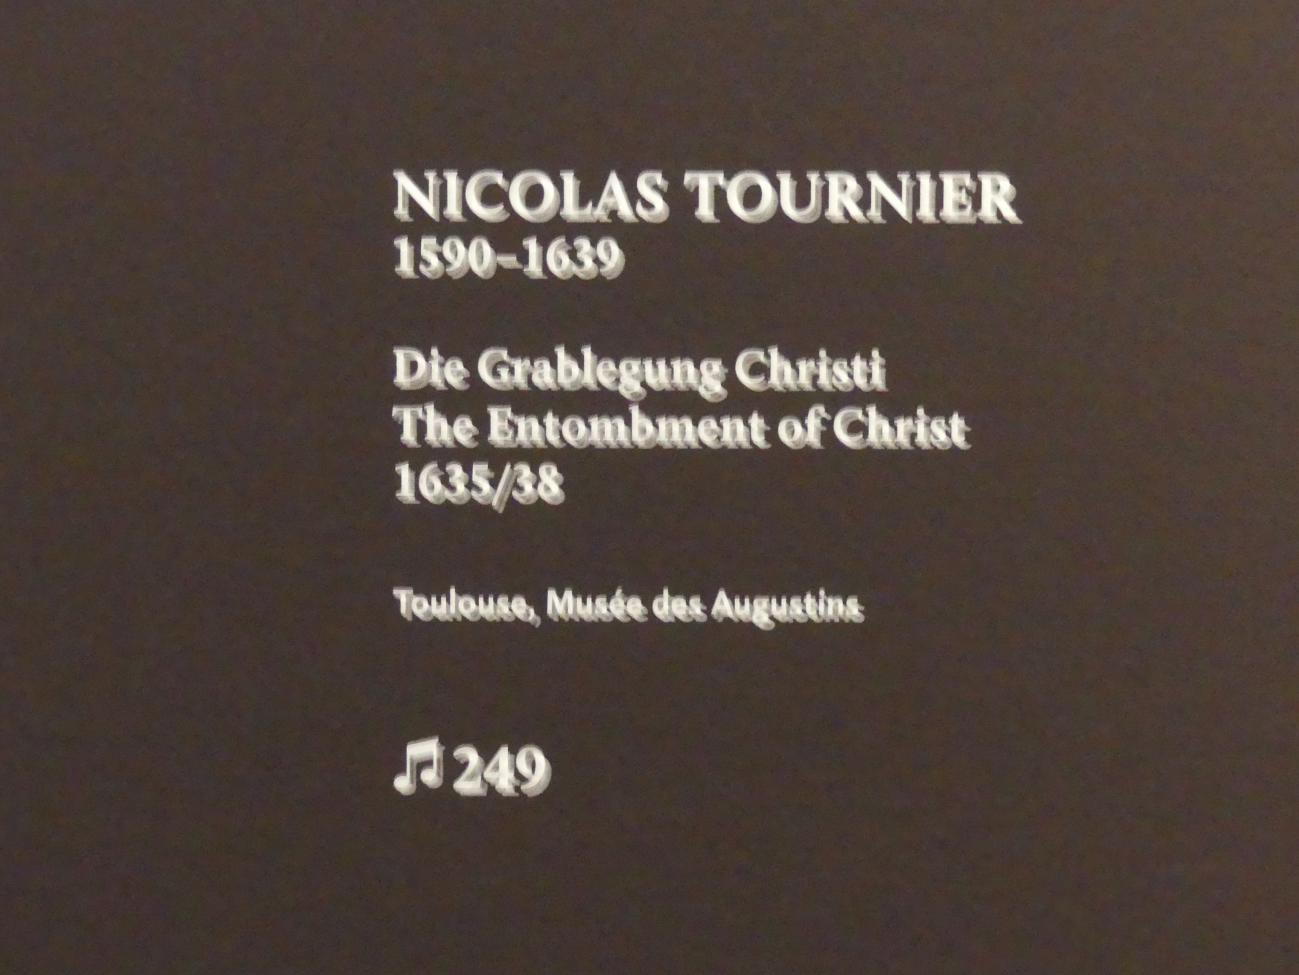 NICOLAS TOURNIER
1590–1639
Die Grablegung Christi
The Entombment of Christ
1635/38
Toulouse, Musée des Augustins
♫ 249